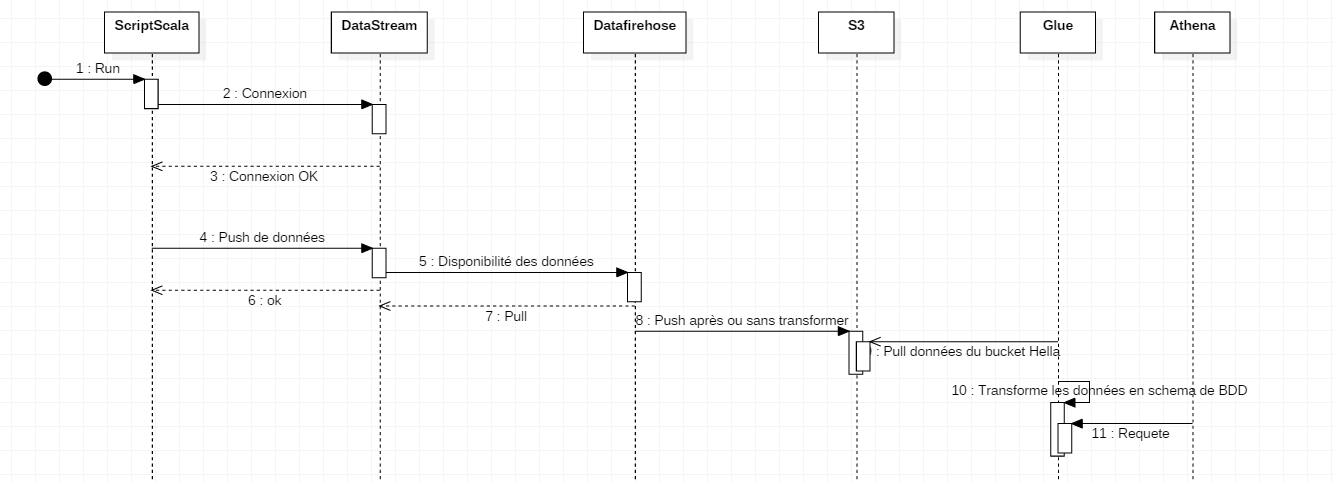 ScriptScala
DataStream
Datafirehose
S3
Glue
Athena
1 : Run
2 : Connexion
3 : Connexion OK
4 : Push de données
5 : Disponibilité des données
6 : ok
7 : Pull
8 : Push après ou sans transformer
: Pull données du bucket Hella
10 : Transforme les données en schema de BDD
11 : Requete